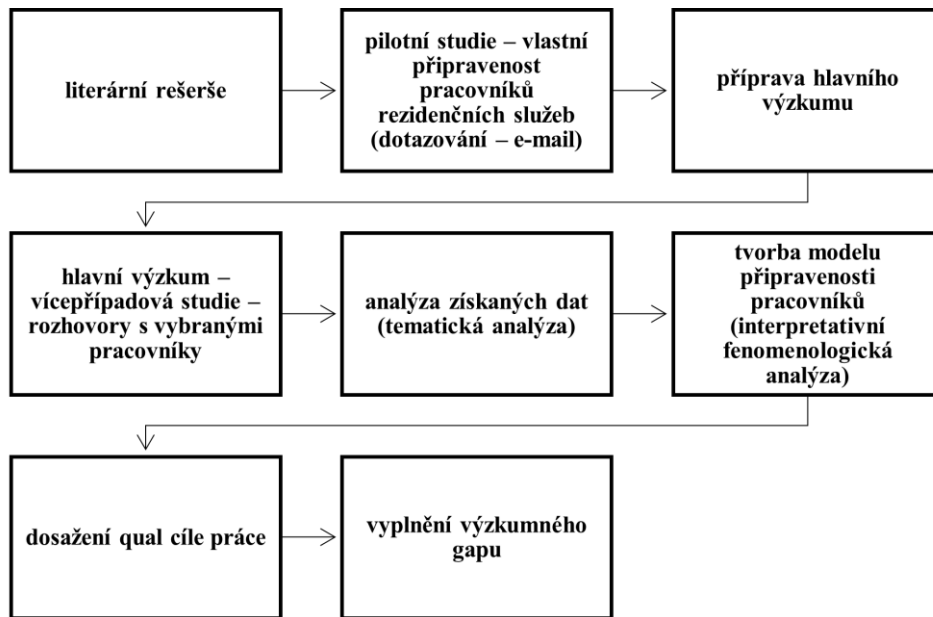 literární rešerše
pilotní studie – vlastní
připravenost
pracovníků
rezidenčních služeb
(dotazování – e-mail)
příprava hlavního
výzkumu
hlavní výzkum –
vícepřípadová studie –
rozhovory s vybranými
pracovníky
analýza získaných dat
(tematická analýza)
tvorba modelu
připravenosti
pracovníků
(interpretativní
fenomenologická
analýza)
dosažení qual cíle práce
vyplnění výzkumného
gapu